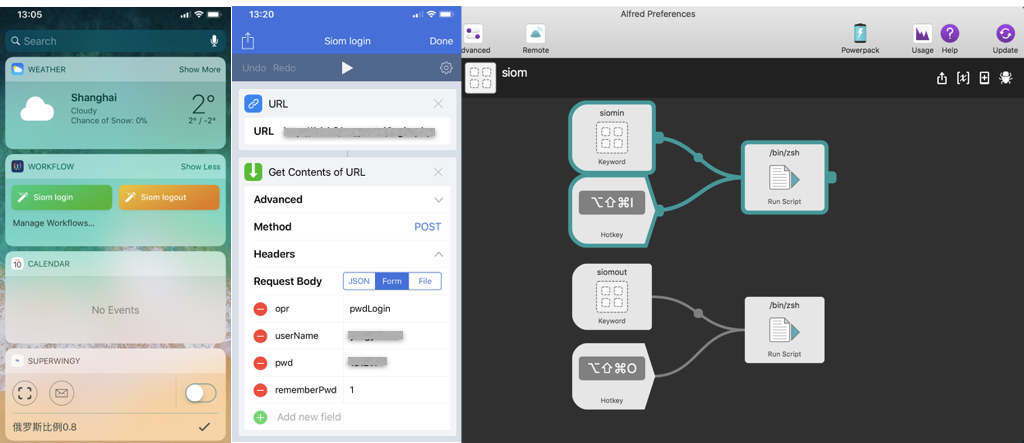 13:05
Search
WEATHER
Show More
Shanghai
Cloudy
Chance of Snow: 0%
2°
2° / -2°
WORKFLOW
Show Less
Siom login
Siom logout
Manage Workflows...
10
CALENDAR
No Events
SUPERWINGY
俄罗斯比例0.8
13:20
Siom login
Done
Undo
Redo
URL
URL
Get Contents of URL
Advanced
Method
POST
Headers
Request Body
JSON
Form
File
opr
pwdLogin
userName
pwd
rememberPwd
1
Add new field
Alfred Preferences
dvanced
Remote
Powerpack
Usage
Help
Update
siom
siomin
Keyword
⌥⇧⌘I
Hotkey
/bin/zsh
Run Script
siomout
Keyword
⌥⇧⌘O
Hotkey
/bin/zsh
Run Script